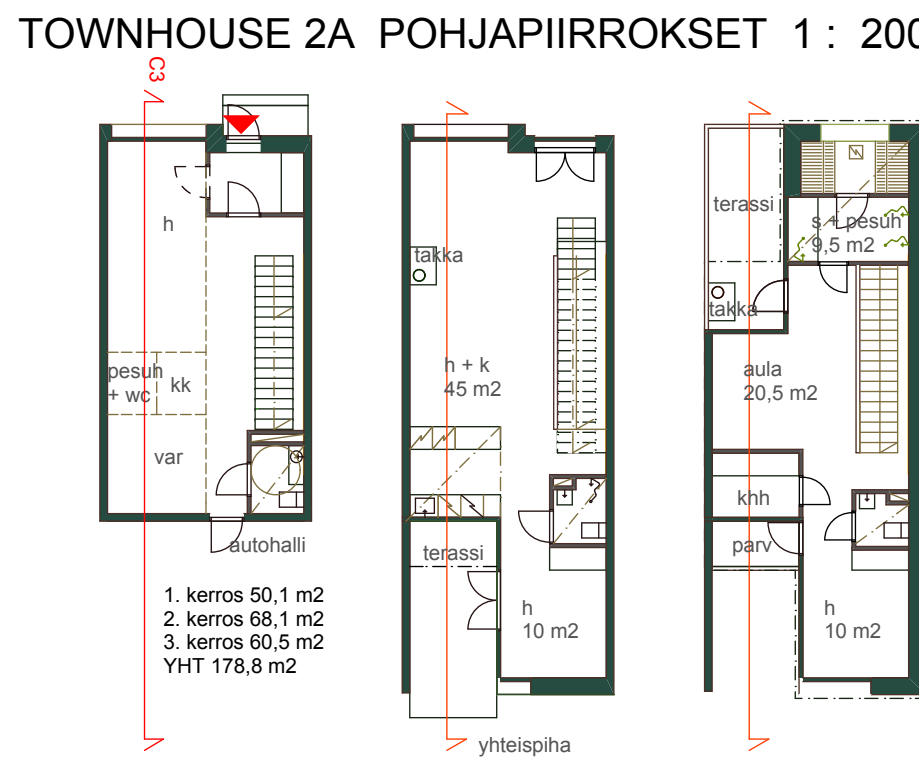 TOWNHOUSE 2A POHJAPIIRROKSET 1 : 200
C3
h
pesuh
+ wc
kk
var
autohalli
1. kerros 50,1 m2
2. kerros 68,1 m2
3. kerros 60,5 m2
YHT 178,8 m2
takka
h + k
45 m2
terassi
h
10 m2
yhteispiha
terassi
s + pesuh
9,5 m2
takka
aula
20,5 m2
khh
parv
h
10 m2